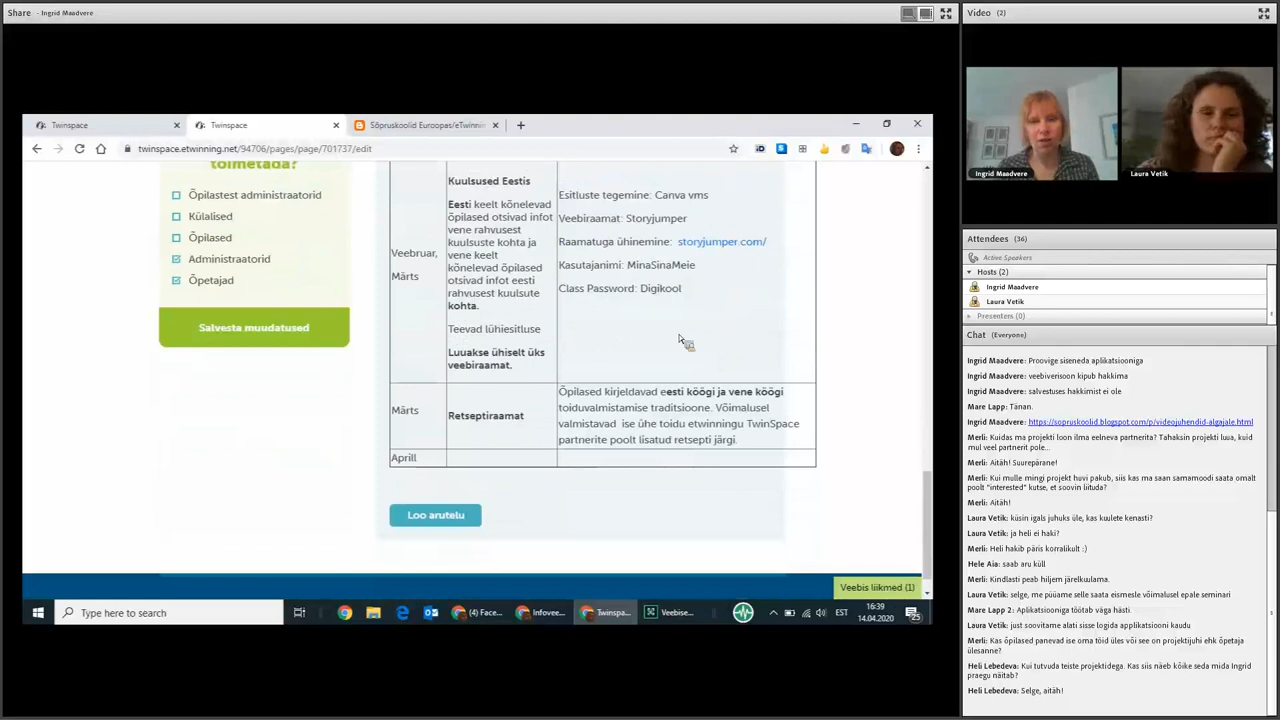 Share - Ingrid Maadvere
Twinspace
Twinspace
Sõpruskoolid Euroopas/eTwinnin
twinspace.etwinning.net/94706/pages/page/701737/edit
toimetada?
Õpilastest administraatorid
Külalised
Õpilased
Administraatorid
Õpetajad
Salvesta muudatused
Veebruar,
Märts
Kuulsused Eestis
Eesti keelt kõnelevad
õpilased otsivad infot
vene rahvusest
kuulsuste kohta ja
vene keelt
kõnelevad õpilased
otsivad infot eesti
rahvusest kuulsute
kohta.
Teevad lühiesitluse
Luuakse ühiselt üks
veebiraamat.
Esitluste tegemine: Canva vms
Veebiraamat: Storyjumper
Raamatuga ühinemine: storyjumper.com/
Kasutajanimi: MinaSinaMeie
Class Password: Digikool
Märts
Retseptiraamat
Õpilased kirjeldavad eesti köögi ja vene köögi
toiduvalmistamise traditsioone. Võimalusel
valmistavad ise ühe toidu etwinningu TwinSpace
partnerite poolt lisatud retsepti järgi.
Aprill
Loo arutelu
Veebis liikmed (1)
Type here to search
(4) Face...
Infovee...
Twinspa...
Veebise...
EST
16:39
14.04.2020
25
Video (2)
Ingrid Maadvere
Laura Vetik
Attendees (36)
Active Speakers
Hosts (2)
Ingrid Maadvere
Laura Vetik
Presenters (0)
Chat (Everyone)
Ingrid Maadvere: Proovige siseneda aplikatsiooniga
Ingrid Maadvere: veebiverisoon kipub hakkima
Ingrid Maadvere: salvestuses hakkimist ei ole
Mare Lapp: Tänan.
Ingrid Maadvere: https://sopruskoolid.blogspot.com/p/videojuhendid-algajale.html
Merli: Kuidas ma projekti loon ilma eelneva partnerita? Tahaksin projekti luua, kuid
mul veel partnerit pole...
Merli: Aitäh! Suurepärane!
Merli: Kui mulle mingi projekt huvi pakub, siis kas ma saan samamoodi saata omalt
poolt "interested" kutse, et soovin liituda?
Merli: Aitäh!
Laura Vetik: küsin igals juhuks üle, kas kuulete kenasti?
Laura Vetik: ja heli ei haki?
Merli: Heli hakib päris korralikult :)
Hele Aia: saab aru küll
Merli: Kindlasti peab hiljem järelkuulama.
Laura Vetik: selge, me püüame selle saata eismesle võimalusel epale seminari
Mare Lapp 2: Aplikatsiooniga töötab väga hästi.
Laura Vetik: just soovitame alati sisse logida applikatsiooni kaudu
Merli: Kas õpilased panevad ise oma töid üles või see on projektijuhi ehk õpetaja
ülesanne?
Heli Lebedeva: Kui tutvuda teiste projektidega. Kas siis näeb kõike seda mida Ingrid
praegu näitab?
Heli Lebedeva: Selge, aitäh!